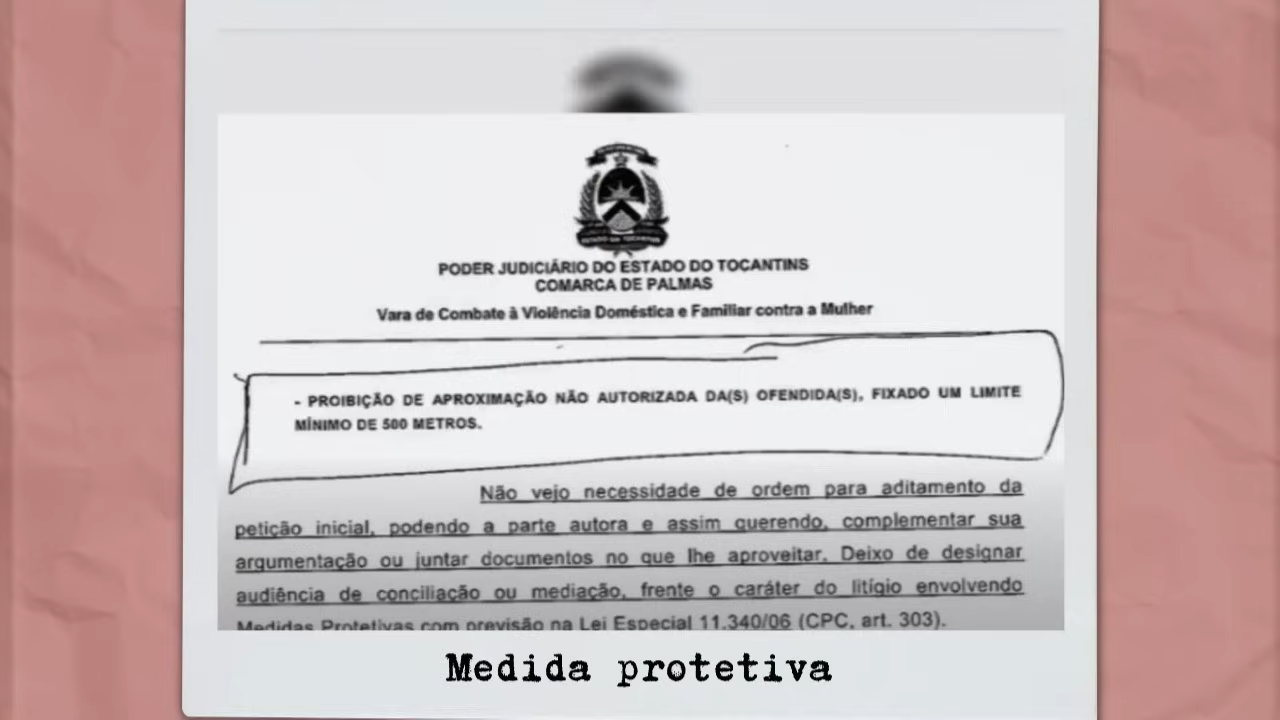 PODER JUDICIÁRIO DO ESTADO DO TOCANTINS
COMARCA DE PALMAS
Vara de Combate à Violência Doméstica e Familiar contra a Mulher
- PROIBIÇÃO DE APROXIMAÇÃO NÃO AUTORIZADA DA(S) OFENDIDA(S), FIXADO UM LIMITE
MÍNIMO DE 500 METROS.
Não vejo necessidade de ordem para aditamento da
petição inicial, podendo a parte autora e assim querendo, complementar sua
argumentação ou juntar documentos no que lhe aproveitar. Deixo de designar
audiência de conciliação ou mediação, frente o caráter do litígio envolvendo
Medidas Protetivas com previsão na Lei Especial 11.340/06 (CPC, art. 303).
Medida protetiva